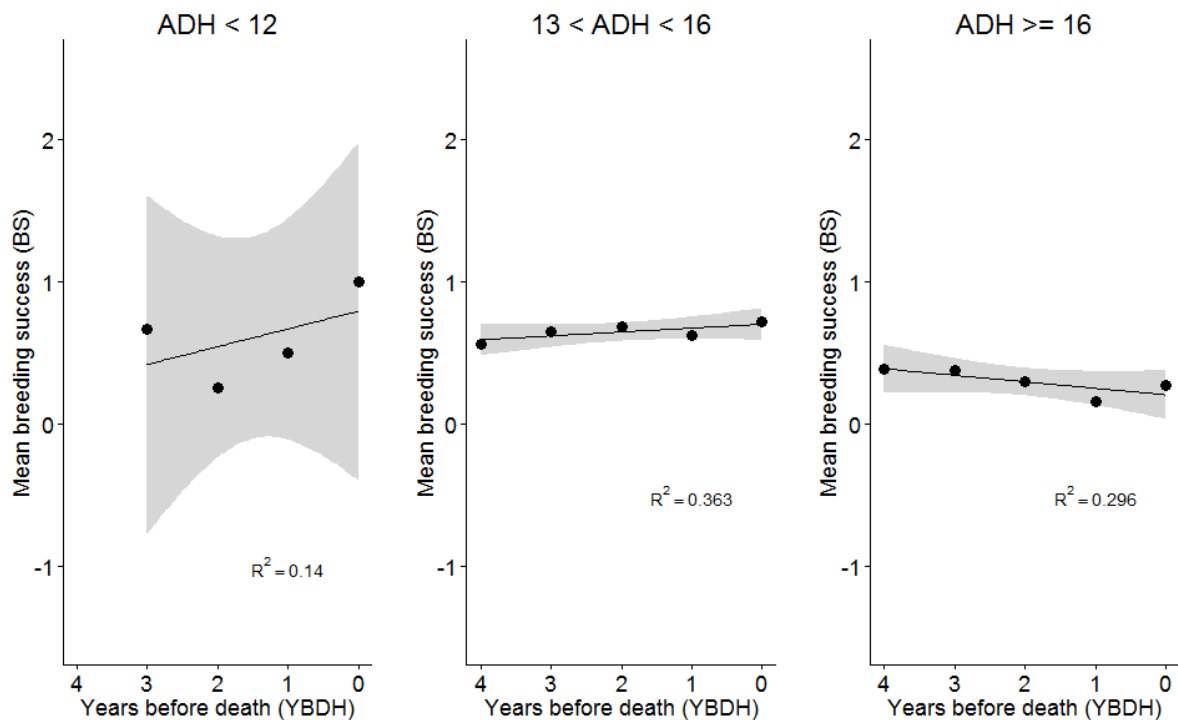 ADH < 12
13 < ADH < 16
ADH >= 16
Mean breeding success (BS)
2
1
0
-1
R² = 0.14
4 3 2 1 0
Years before death (YBDH)
Mean breeding success (BS)
2
1
0
-1
R² = 0.363
4 3 2 1 0
Years before death (YBDH)
Mean breeding success (BS)
2
1
0
-1
R² = 0.296
4 3 2 1 0
Years before death (YBDH)